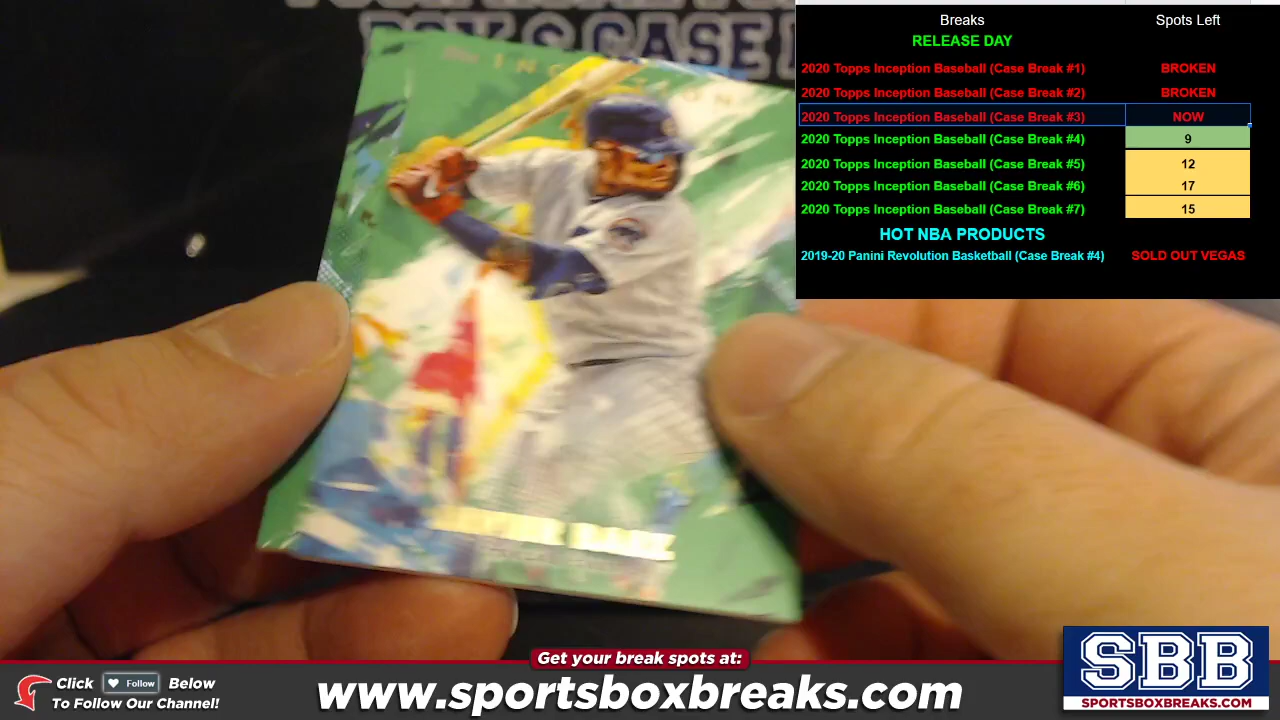 BOX & CASE
INCEPTION
Breaks Spots Left
RELEASE DAY
2020 Topps Inception Baseball (Case Break #1) BROKEN
2020 Topps Inception Baseball (Case Break #2) BROKEN
2020 Topps Inception Baseball (Case Break #3) NOW
2020 Topps Inception Baseball (Case Break #4) 9
2020 Topps Inception Baseball (Case Break #5) 12
2020 Topps Inception Baseball (Case Break #6) 17
2020 Topps Inception Baseball (Case Break #7) 15
HOT NBA PRODUCTS
2019-20 Panini Revolution Basketball (Case Break #4) SOLD OUT VEGAS
Get your break spots at:
Click Follow Below
To Follow Our Channel!
www.sportsboxbreaks.com
SBB
SPORTSBOXBREAKS.COM